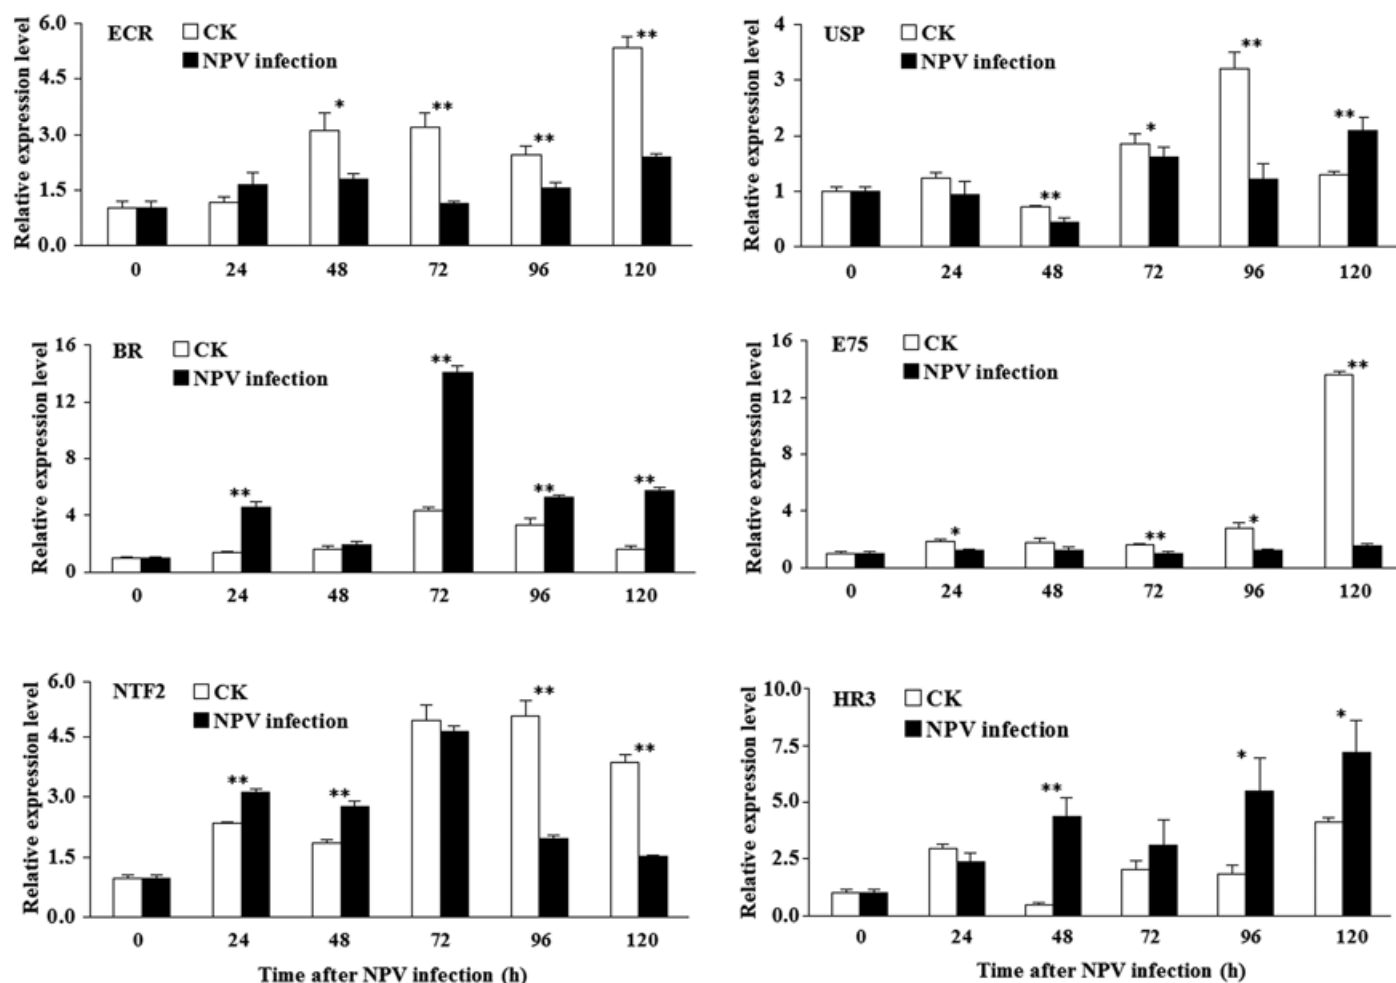 ECR
CK
NPV infection
Relative expression level
6.0
4.5
3.0
1.5
0.0
* ** ** **
0 24 48 72 96 120
USP
CK
NPV infection
Relative expression level
4
3
2
1
0
** * ** **
0 24 48 72 96 120
BR
CK
NPV infection
Relative expression level
16
12
8
4
0
** ** ** **
0 24 48 72 96 120
E75
CK
NPV infection
Relative expression level
16
12
8
4
0
* ** * **
0 24 48 72 96 120
NTF2
CK
NPV infection
Relative expression level
6.0
4.5
3.0
1.5
0.0
** ** ** **
0 24 48 72 96 120
Time after NPV infection (h)
HR3
CK
NPV infection
Relative expression level
10.0
7.5
5.0
2.5
0.0
** * *
0 24 48 72 96 120
Time after NPV infection (h)